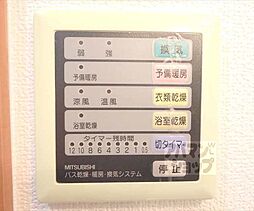 弱 強 換気
予備暖房 予備暖房
涼風 温風 衣類乾燥
浴室乾燥 浴室乾燥
タイマー残時間
12 10 8 6 4 3 2 1 0.5 切タイマー
MITSUBISHI 停止
バス乾燥・暖房・換気システム